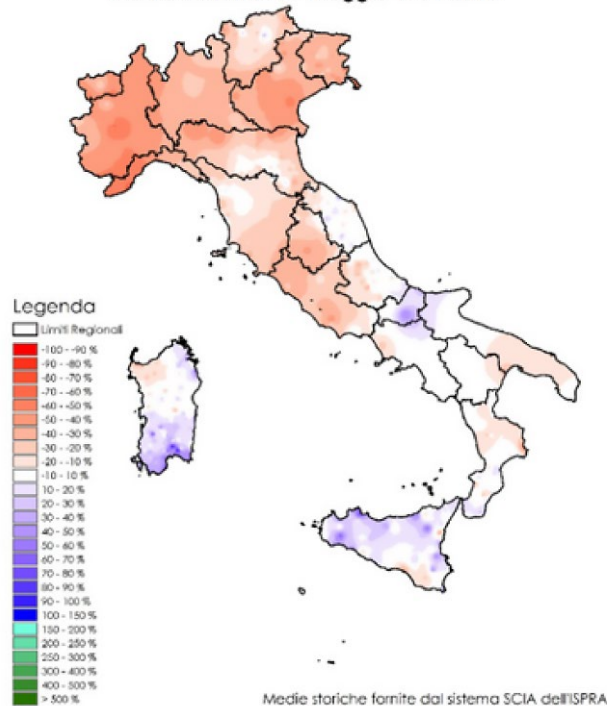 Legenda
Limiti Regionali
-100 - -90 %
-90 - -80 %
-80 - -70 %
-70 - -60 %
-60 - -50 %
-50 - -40 %
-40 - -30 %
-30 - -20 %
-20 - -10 %
-10 - 10 %
10 - 20 %
20 - 30 %
30 - 40 %
40 - 50 %
50 - 60 %
60 - 70 %
70 - 80 %
80 - 90 %
90 - 100 %
100 - 150 %
150 - 200 %
200 - 250 %
250 - 300 %
300 - 400 %
400 - 500 %
> 500 %
Medie storiche fornite dal sistema SCIA dell'ISPRA